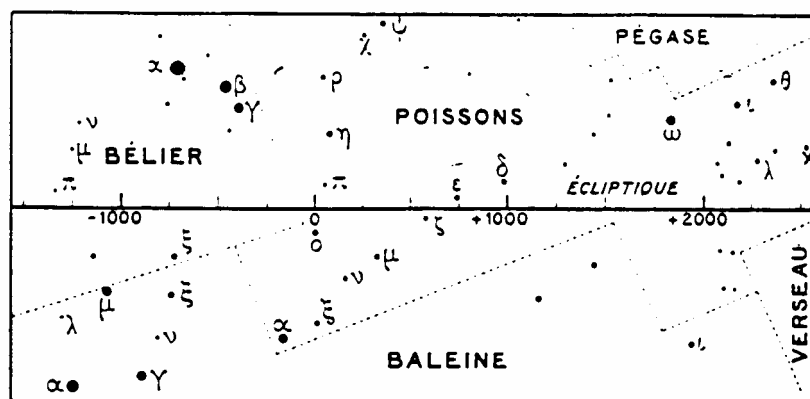 ψ
χ
PÉGASE
α
β
γ
ρ
θ
ι
ν
η
POISSONS
ω
μ
BÉLIER
π
π
ε
δ
ÉCLIPTIQUE
λ
χ
-1000
0
+1000
+2000
ξ
ο
ζ
μ
μ
ξ
ν
ξ
λ
ν
α
BALEINE
ι
VERSEAU
α
γ